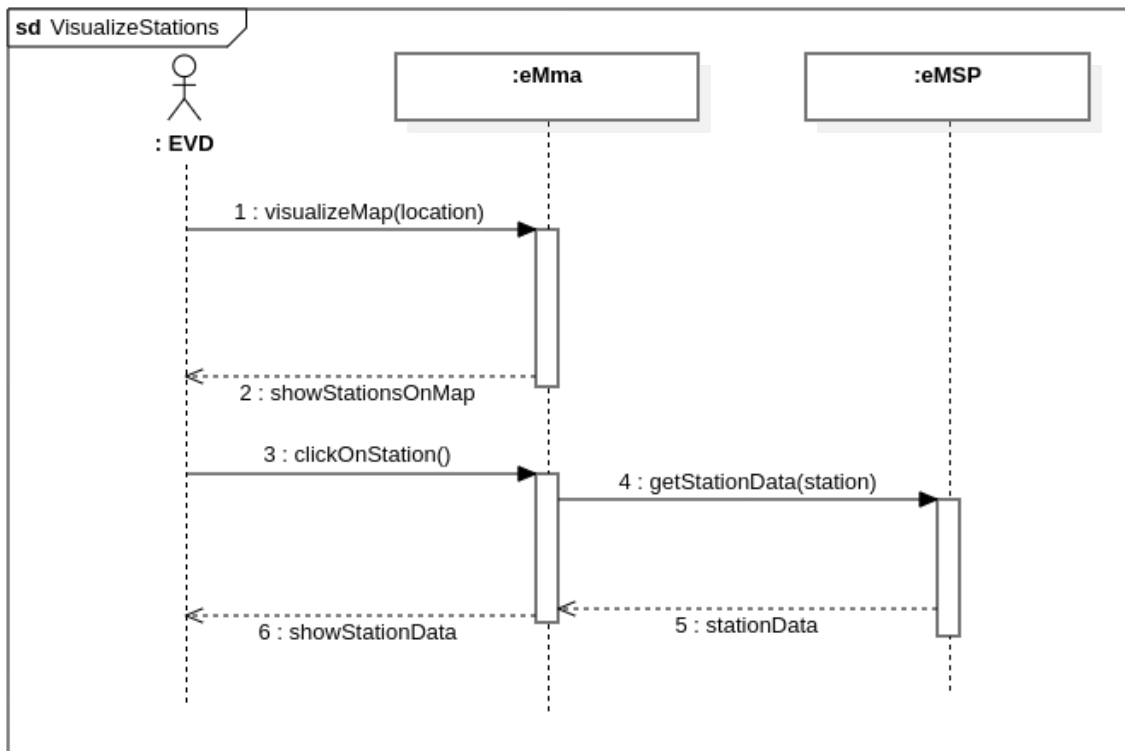 sd VisualizeStations
: EVD
:eMma
:eMSP
1 : visualizeMap(location)
2 : showStationsOnMap
3 : clickOnStation()
4 : getStationData(station)
5 : stationData
6 : showStationData